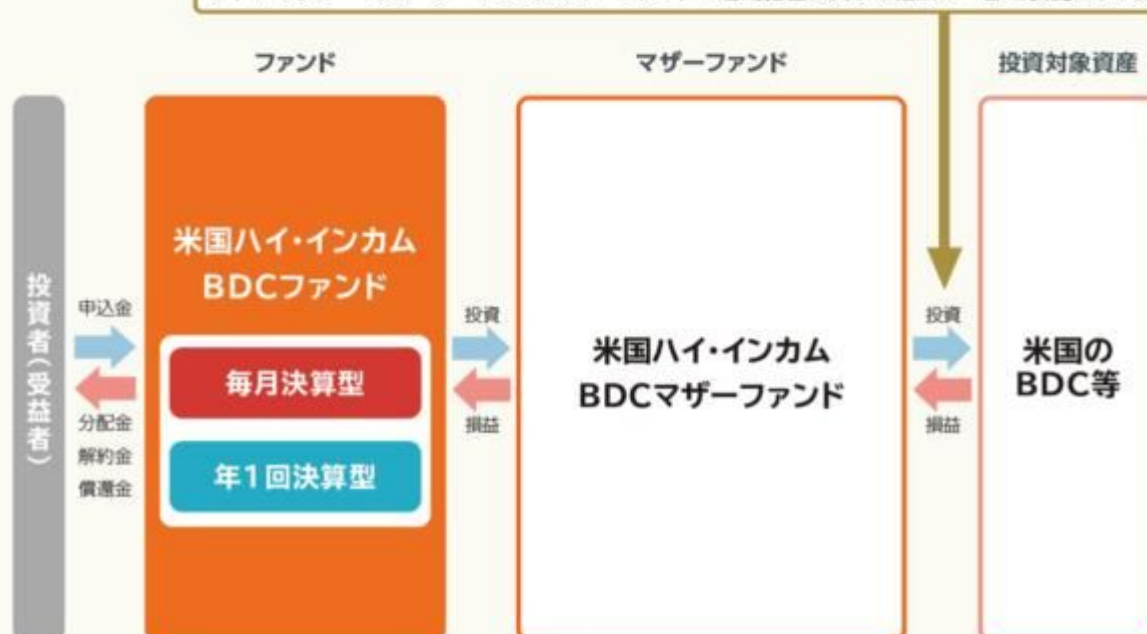 ファンド
マザーファンド
投資対象資産
投資者(受益者)
申込金
分配金
解約金
償還金
米国ハイ・インカム
BDCファンド
毎月決算型
年1回決算型
投資
損益
米国ハイ・インカム
BDCマザーファンド
投資
損益
米国の
BDC等